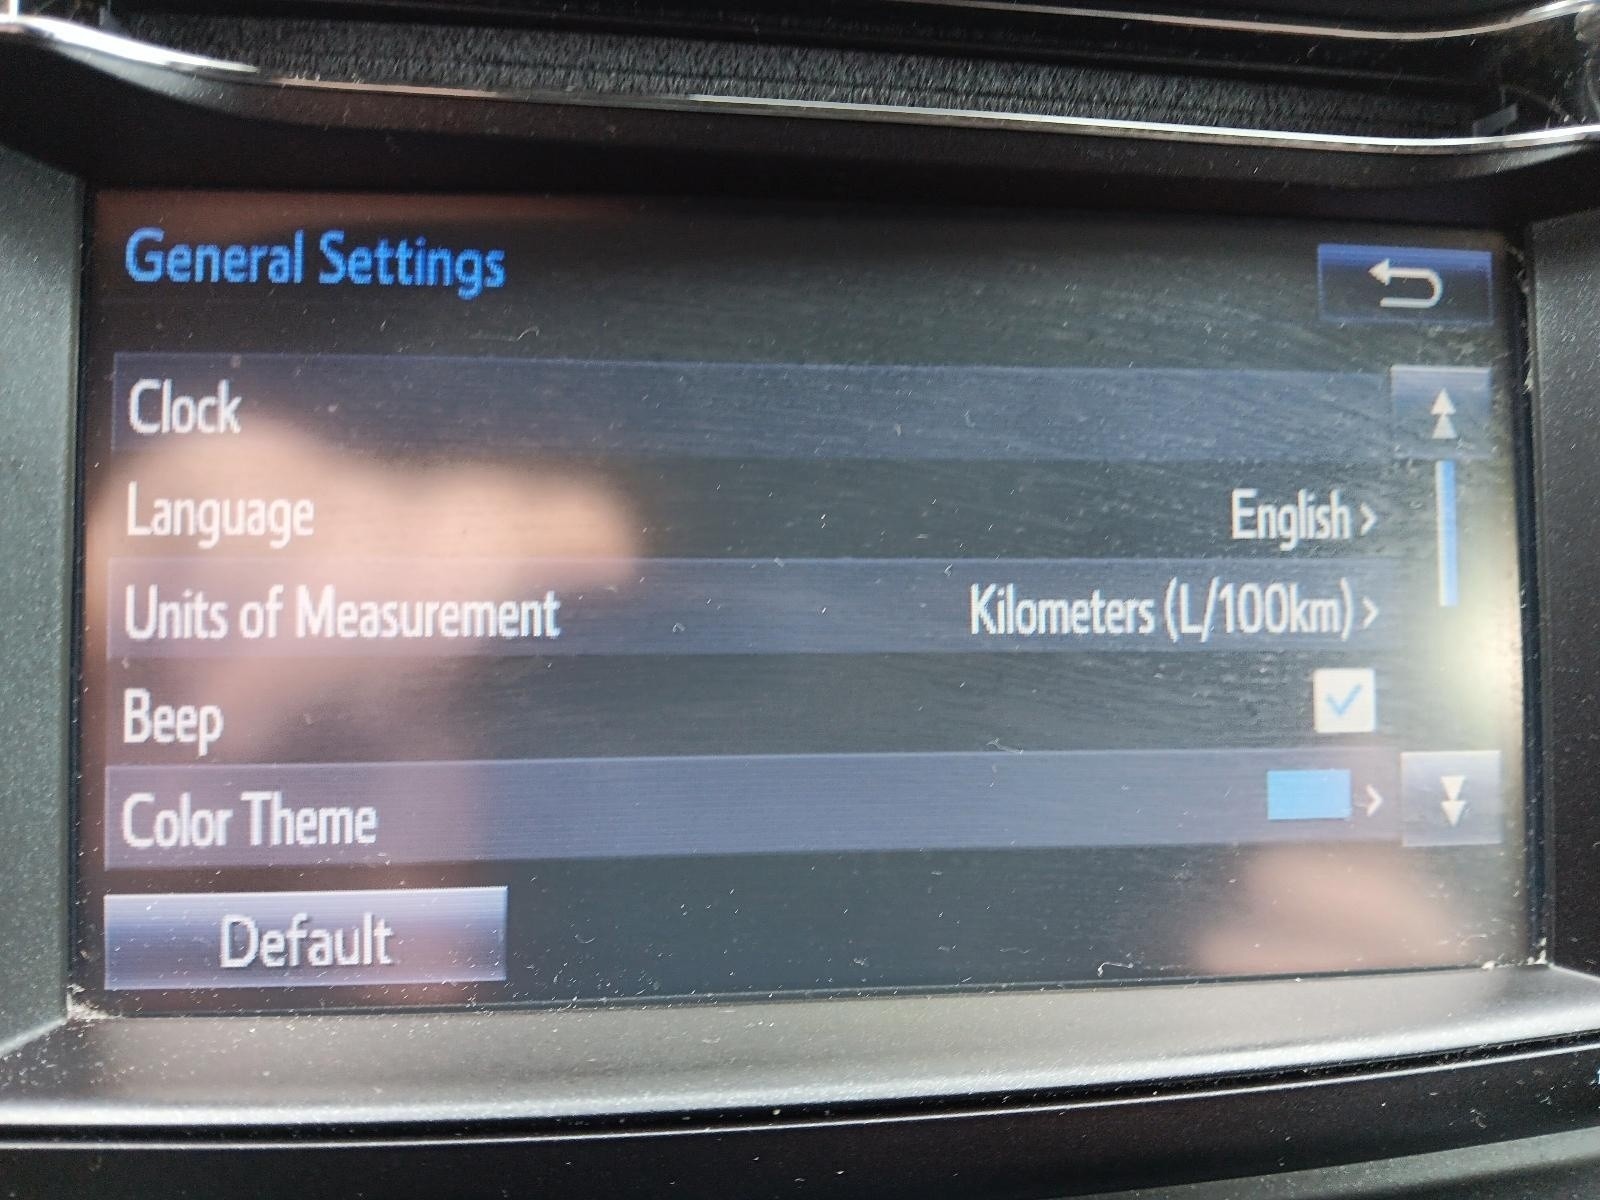 General Settings
Clock
Language English >
Units of Measurement Kilometers (L/100km) >
Beep
Color Theme >
Default